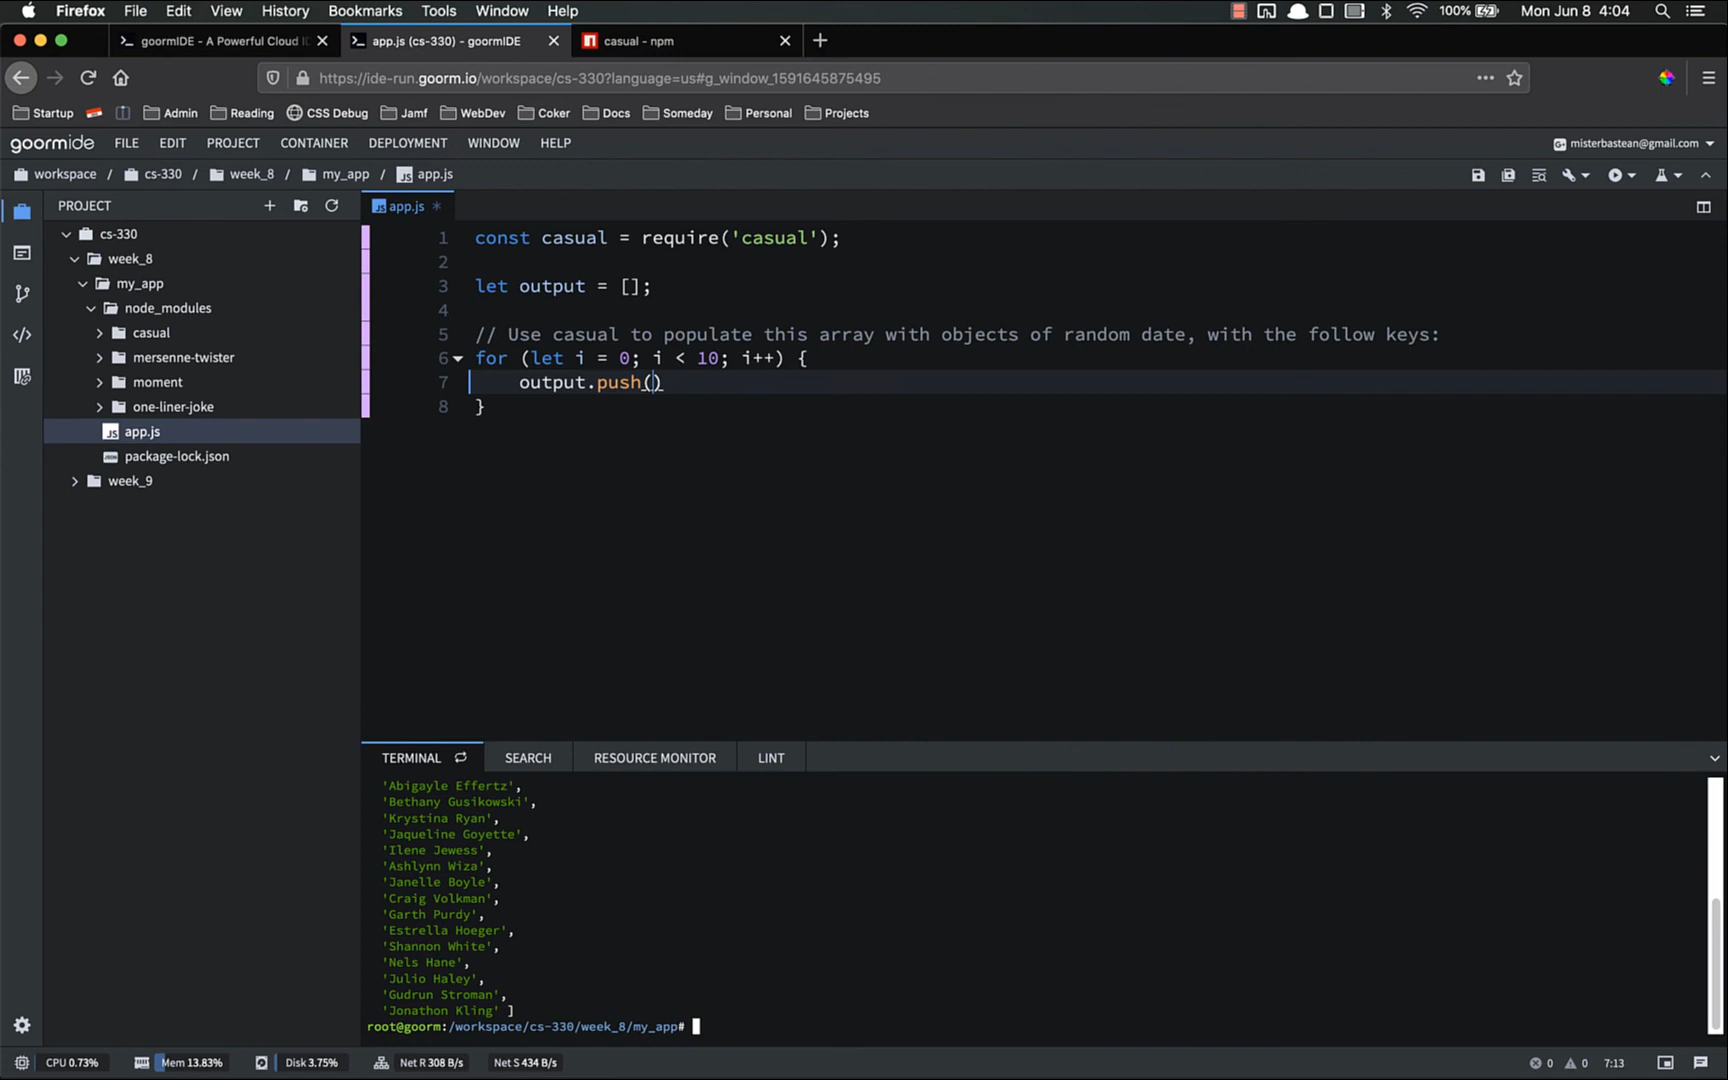 Firefox File Edit View History Bookmarks Tools Window Help 100% Mon Jun 8 4:04
goormIDE - A Powerful Cloud I app.js (cs-330) - goormIDE casual - npm
https://ide-run.goorm.io/workspace/cs-330?language=us#g_window_1591645875495
Startup Admin Reading CSS Debug Jamf WebDev Coker Docs Someday Personal Projects
goormide FILE EDIT PROJECT CONTAINER DEPLOYMENT WINDOW HELP G+ misterbastean@gmail.com
workspace / cs-330 / week_8 / my_app / JS app.js
PROJECT
cs-330
week_8
my_app
node_modules
casual
mersenne-twister
moment
one-liner-joke
JS app.js
JSON package-lock.json
week_9
JS app.js *
1 const casual = require('casual');
2
3 let output = [];
4
5 // Use casual to populate this array with objects of random date, with the follow keys:
6 for (let i = 0; i < 10; i++) {
7 output.push()
8 }
TERMINAL SEARCH RESOURCE MONITOR LINT
'Abigayle Effertz',
'Bethany Gusikowski',
'Krystina Ryan',
'Jaqueline Goyette',
'Ilene Jewess',
'Ashlynn Wiza',
'Janelle Boyle',
'Craig Volkman',
'Garth Purdy',
'Estrella Hoeger',
'Shannon White',
'Nels Hane',
'Julio Haley',
'Gudrun Stroman',
'Jonathon Kling' ]
root@goorm:/workspace/cs-330/week_8/my_app#
CPU 0.73% Mem 13.83% Disk 3.75% Net R 308 B/s Net S 434 B/s 0 0 7:13